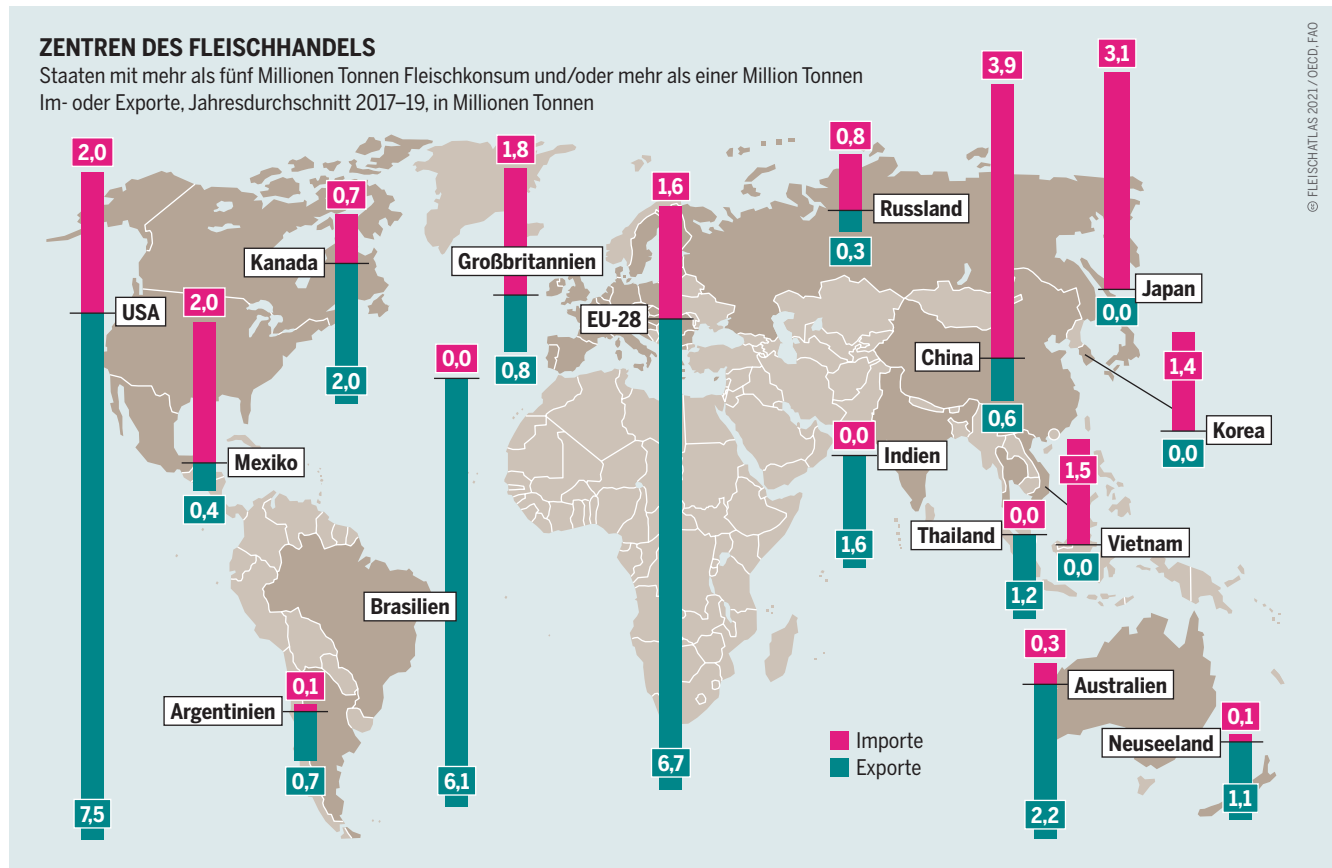 ZENTREN DES FLEISCHHANDELS
Staaten mit mehr als fünf Millionen Tonnen Fleischkonsum und/oder mehr als einer Million Tonnen
Im- oder Exporte, Jahresdurchschnitt 2017–19, in Millionen Tonnen
2,0
USA
7,5
0,7
Kanada
2,0
2,0
Mexiko
0,4
1,8
Großbritannien
0,8
1,6
EU-28
6,7
0,0
Brasilien
6,1
0,1
Argentinien
0,7
0,8
Russland
0,3
3,9
China
0,6
3,1
Japan
0,0
1,4
Korea
0,0
0,0
Indien
1,6
0,0
Thailand
1,2
1,5
Vietnam
0,0
0,3
Australien
2,2
0,1
Neuseeland
1,1
Importe
Exporte
cc FLEISCHATLAS 2021 / OECD, FAO